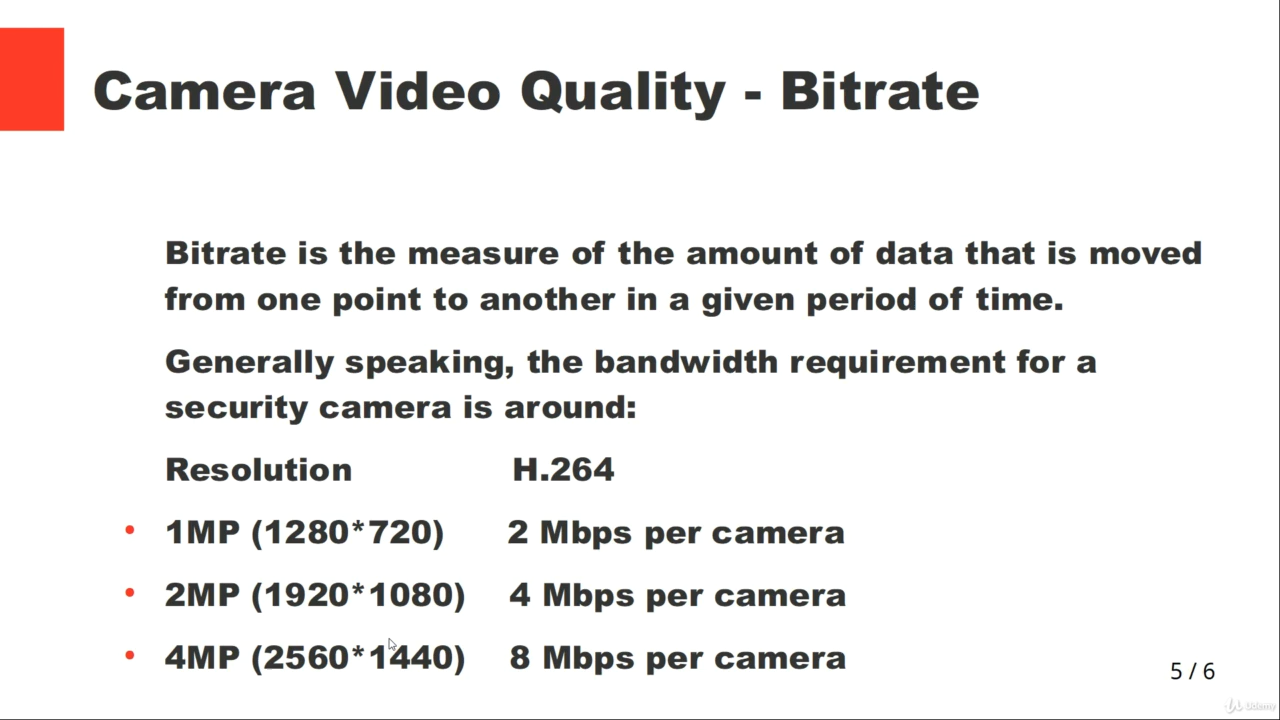 Camera Video Quality - Bitrate
Bitrate is the measure of the amount of data that is moved
from one point to another in a given period of time.
Generally speaking, the bandwidth requirement for a
security camera is around:
Resolution H.264
• 1MP (1280*720) 2 Mbps per camera
• 2MP (1920*1080) 4 Mbps per camera
• 4MP (2560*1440) 8 Mbps per camera
5 / 6
Udemy